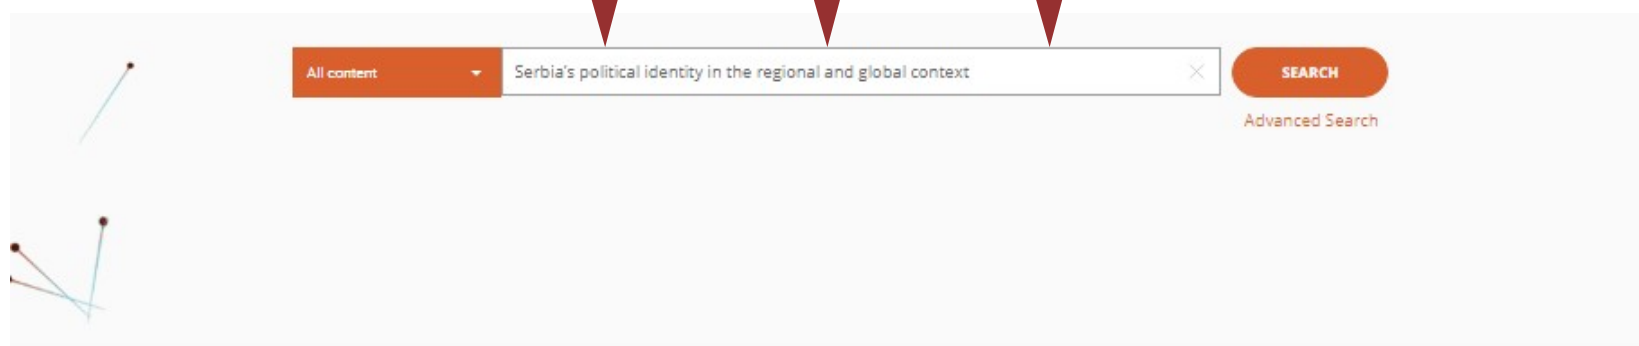 All content
Serbia's political identity in the regional and global context
SEARCH
Advanced Search